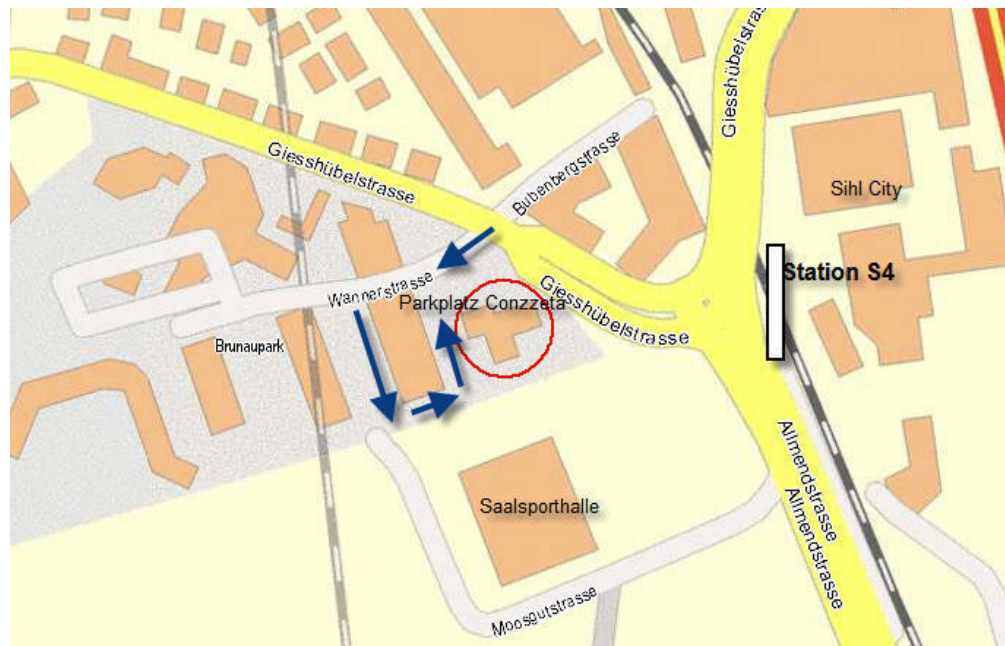 Giesshübelstrasse
Giesshübelstrasse
Bubenbergstrasse
Sihl City
Station S4
Wannerstrasse
Parkplatz Conzzeta
Giesshübelstrasse
Brunaupark
Allmendstrasse
Allmendstrasse
Saalsporthalle
Moosgutstrasse